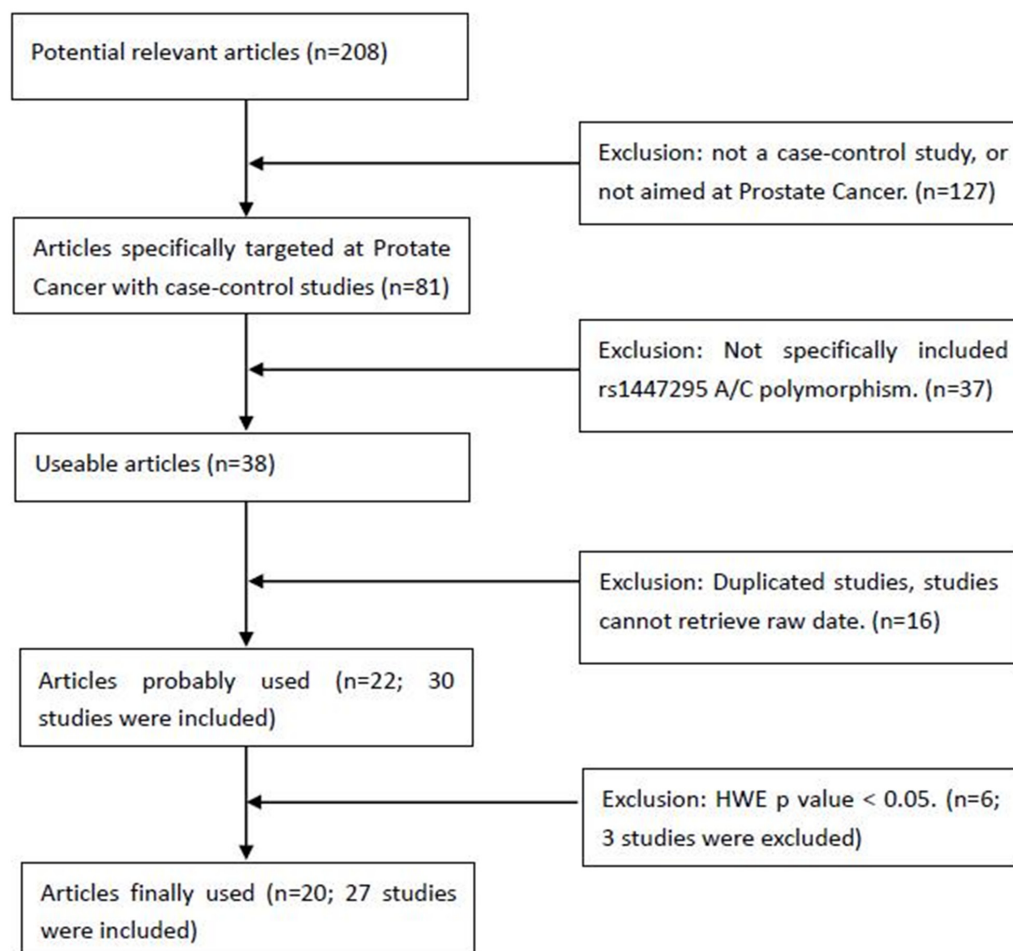 Potential relevant articles (n=208)
Exclusion: not a case-control study, or
not aimed at Prostate Cancer. (n=127)
Articles specifically targeted at Protate
Cancer with case-control studies (n=81)
Exclusion: Not specifically included
rs1447295 A/C polymorphism. (n=37)
Useable articles (n=38)
Exclusion: Duplicated studies, studies
cannot retrieve raw date. (n=16)
Articles probably used (n=22; 30
studies were included)
Exclusion: HWE p value < 0.05. (n=6;
3 studies were excluded)
Articles finally used (n=20; 27 studies
were included)